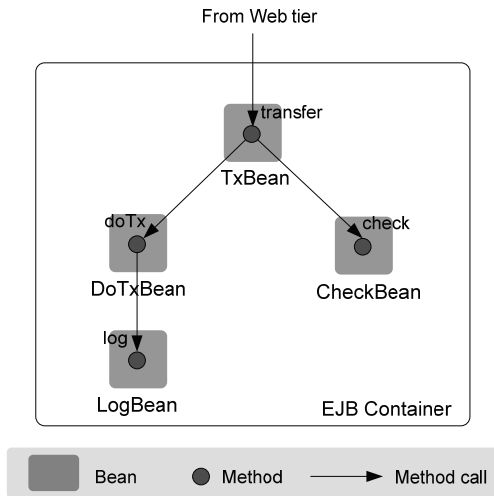 From Web tier
transfer
TxBean
doTx
check
DoTxBean
CheckBean
log
LogBean
EJB Container
Bean
Method
Method call